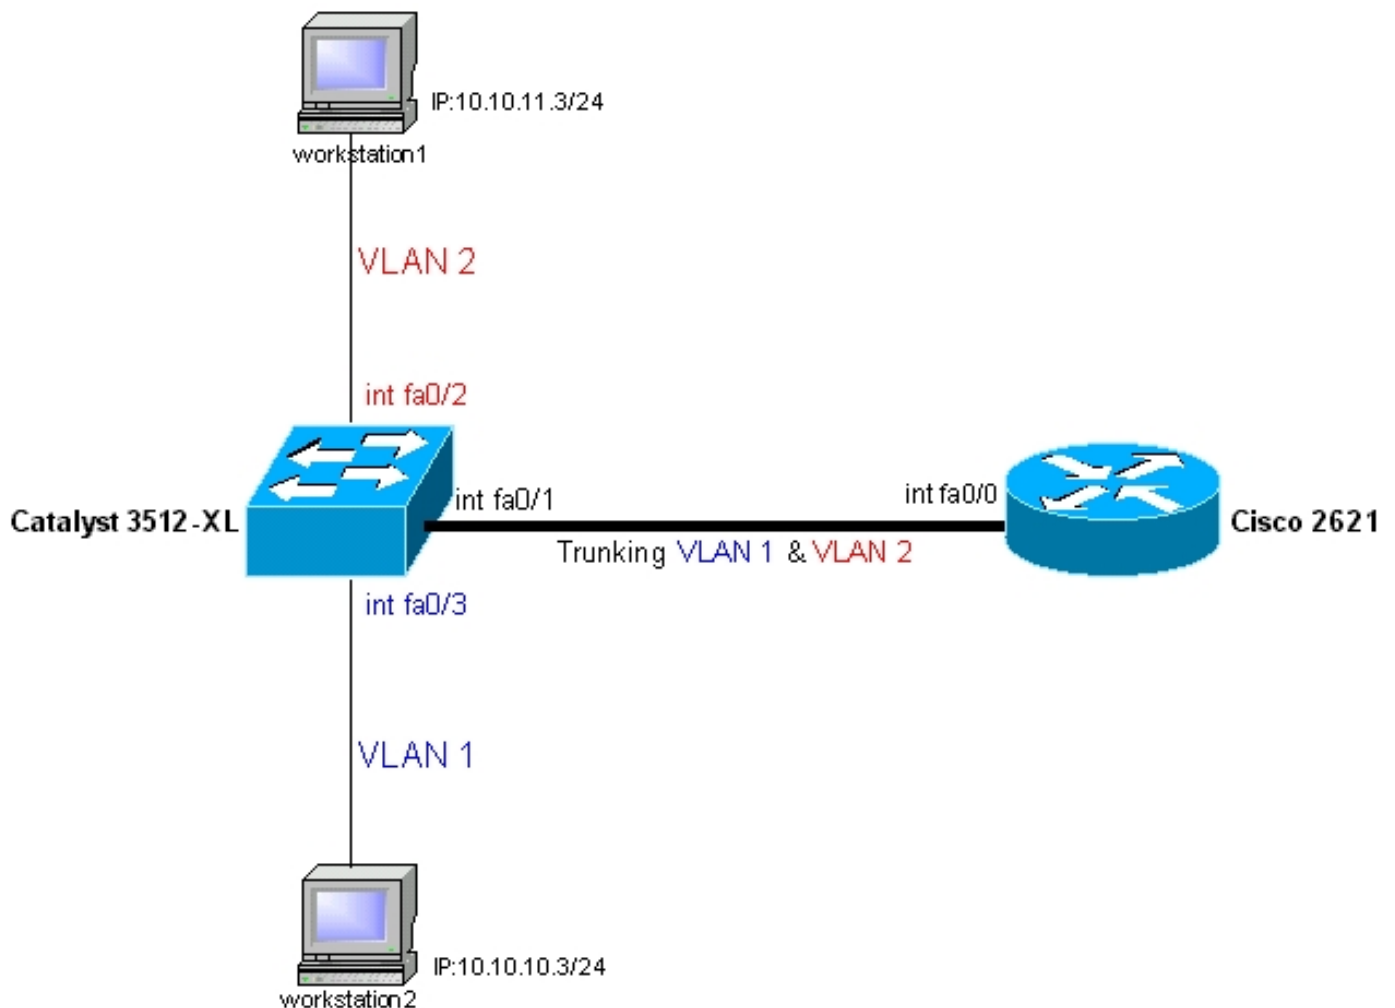 IP:10.10.11.3/24
workstation1
VLAN 2
int fa0/2
int fa0/1
int fa0/0
Catalyst 3512-XL
Cisco 2621
Trunking VLAN 1 & VLAN 2
int fa0/3
VLAN 1
IP:10.10.10.3/24
workstation2